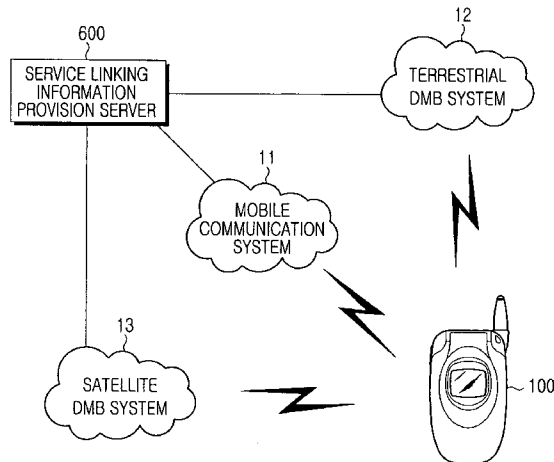 600
SERVICE LINKING
INFORMATION
PROVISION SERVER
12
TERRESTRIAL
DMB SYSTEM
11
MOBILE
COMMUNICATION
SYSTEM
13
SATELLITE
DMB SYSTEM
100